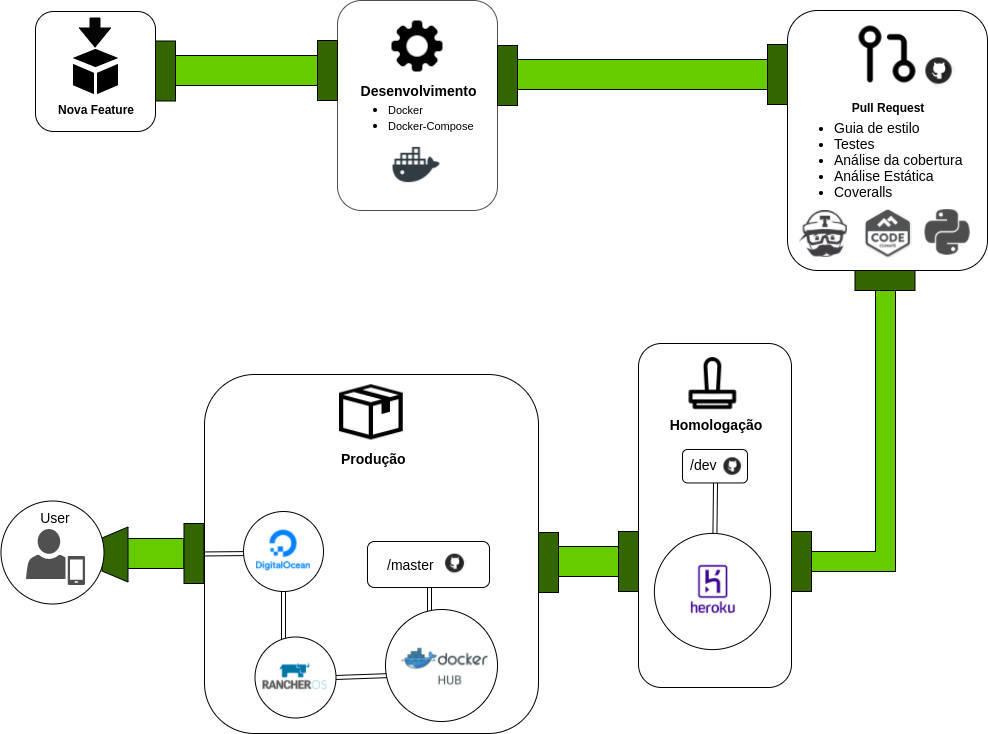 Nova Feature
Desenvolvimento
Docker
Docker-Compose
Pull Request
Guia de estilo
Testes
Análise da cobertura
Análise Estática
Coveralls
T
CODE
CLIMATE
Homologação
/dev
heroku
Produção
/master
docker
HUB
RANCHEROS
DigitalOcean
User